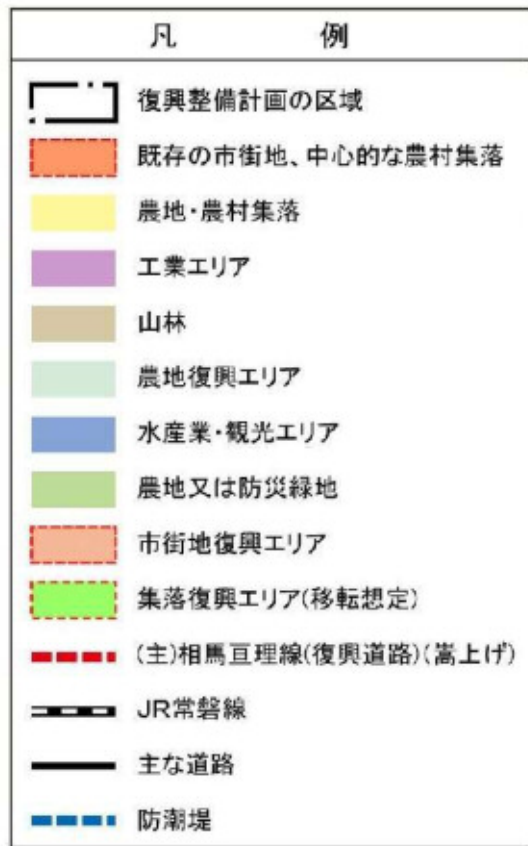 凡　例
復興整備計画の区域
既存の市街地、中心的な農村集落
農地・農村集落
工業エリア
山林
農地復興エリア
水産業・観光エリア
農地又は防災緑地
市街地復興エリア
集落復興エリア(移転想定)
(主)相馬亘理線(復興道路)(嵩上げ)
JR常磐線
主な道路
防潮堤